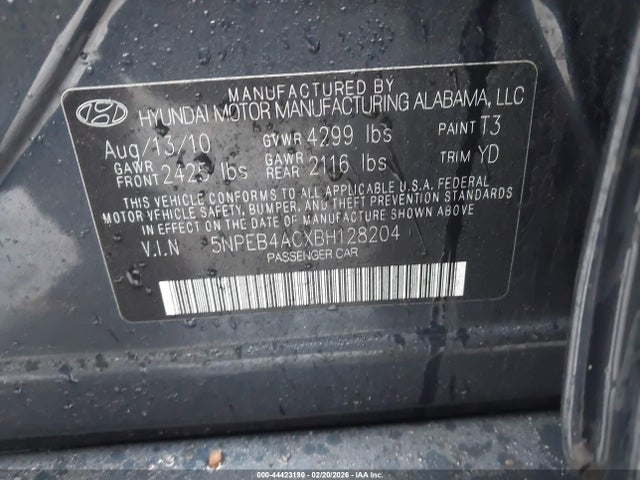 MANUFACTURED BY
HYUNDAI MOTOR MANUFACTURING ALABAMA, LLC
Aug/13/10 GVWR 4299 lbs PAINT T3
GAWR FRONT 2425 lbs GAWR REAR 2116 lbs TRIM YD
THIS VEHICLE CONFORMS TO ALL APPLICABLE U.S.A. FEDERAL
MOTOR VEHICLE SAFETY, BUMPER, AND THEFT PREVENTION
STANDARDS IN EFFECT ON THE DATE OF MANUFACTURE SHOWN ABOVE
V.I.N 5NPEB4ACXBH128204
PASSENGER CAR
000-44423190 - 02/20/2026 - IAAI.COM